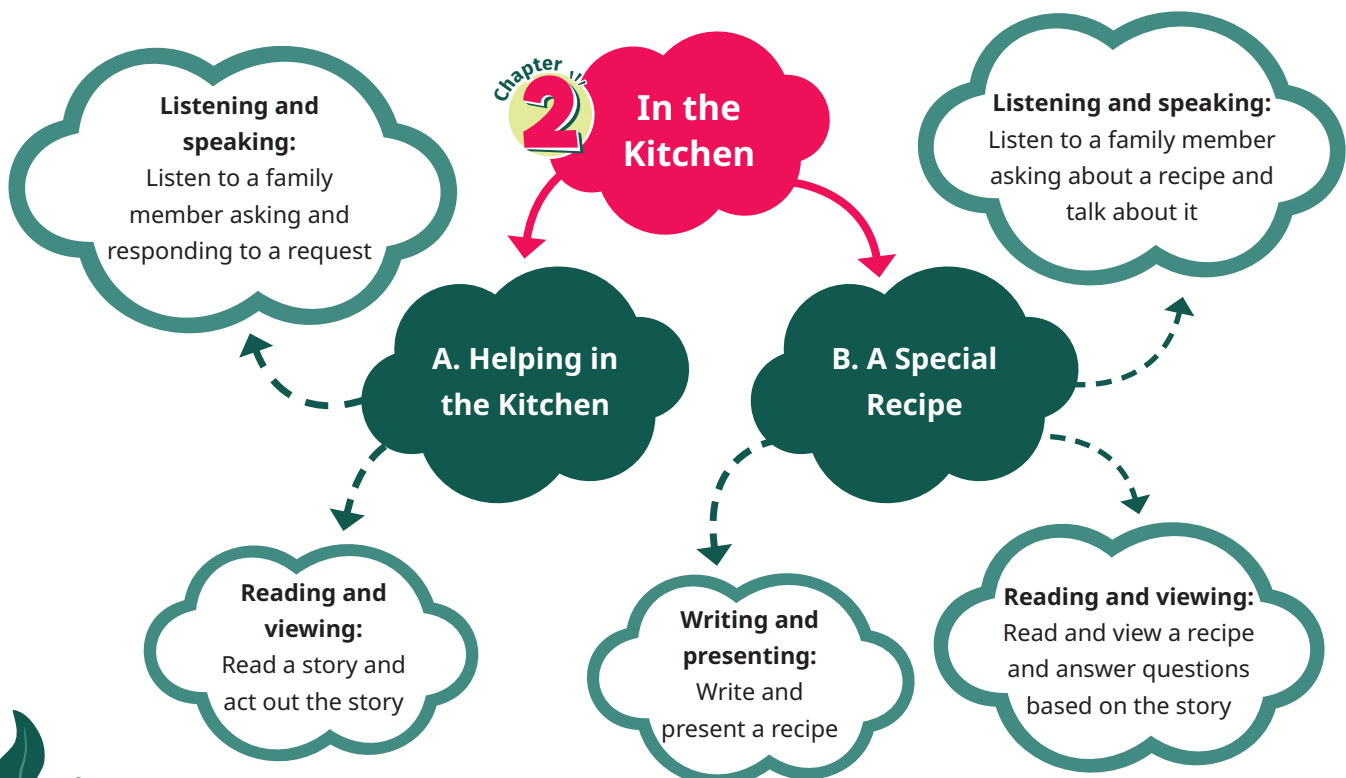 Chapter
2
In the
Kitchen
Listening and
speaking:
Listen to a family
member asking and
responding to a request
Listening and speaking:
Listen to a family member
asking about a recipe and
talk about it
A. Helping in
the Kitchen
B. A Special
Recipe
Reading and
viewing:
Read a story and
act out the story
Writing and
presenting:
Write and
present a recipe
Reading and viewing:
Read and view a recipe
and answer questions
based on the story